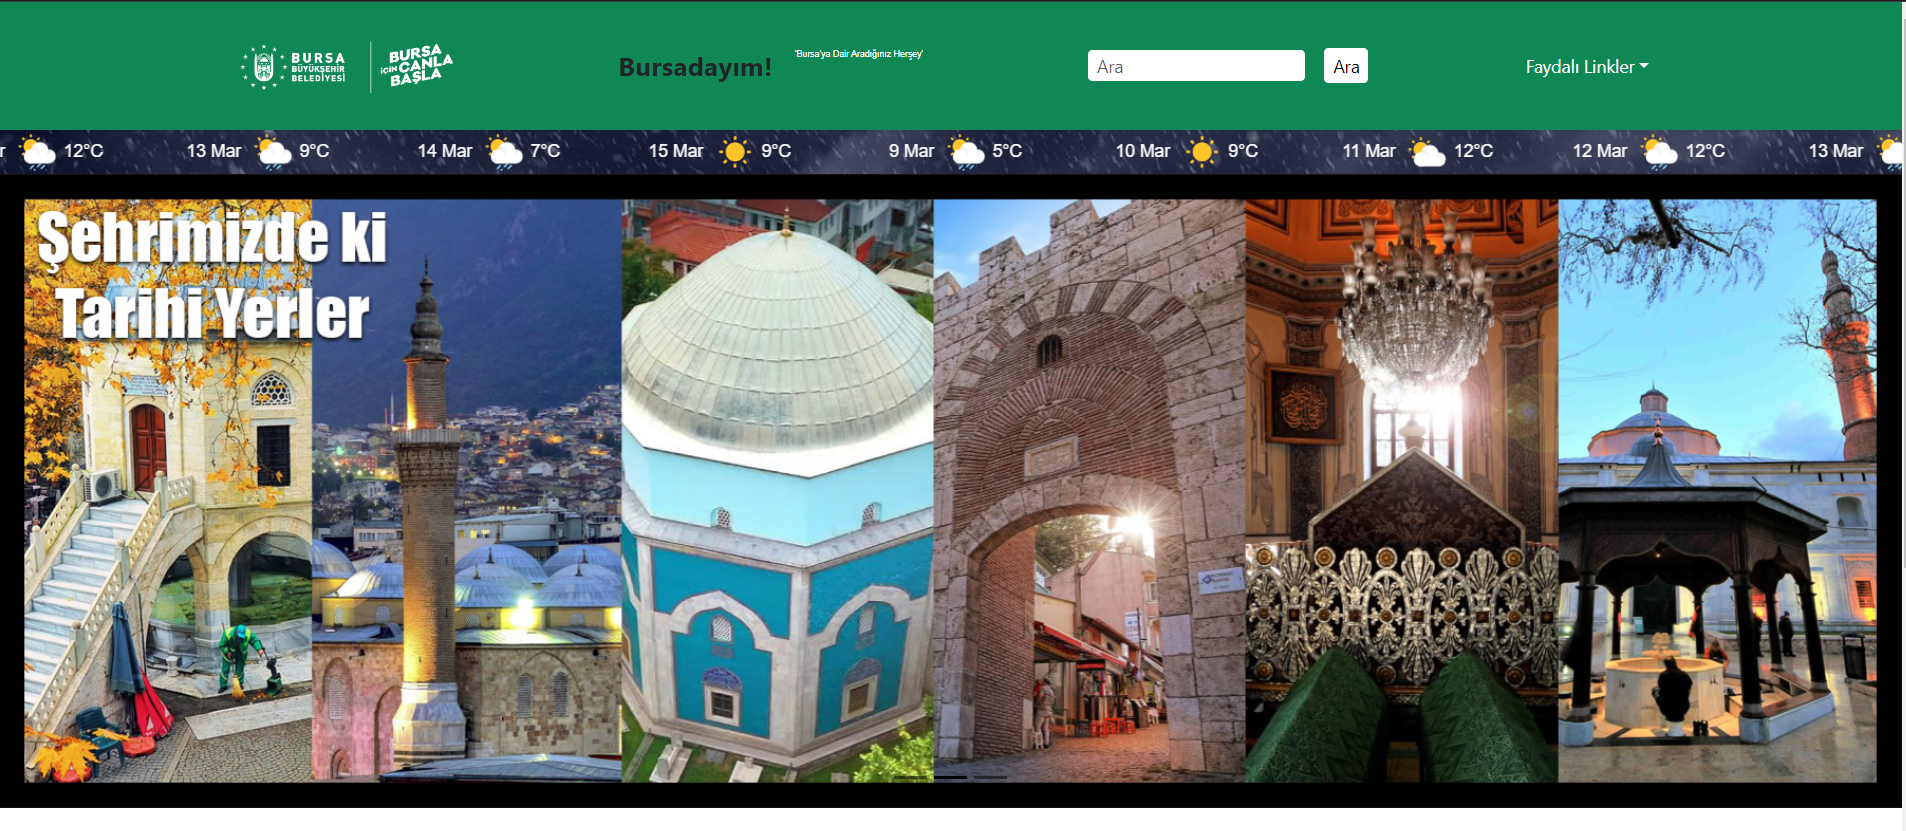 BURSA
BÜYÜKŞEHİR
BELEDİYESİ
BURSA
İÇİN CANLA
BAŞLA
Bursadayım!
'Bursa'ya Dair Aradığınız Herşey'
Ara
Ara
Faydalı Linkler
r 12°C 13 Mar 9°C 14 Mar 7°C 15 Mar 9°C 9 Mar 5°C 10 Mar 9°C 11 Mar 12°C 12 Mar 12°C 13 Mar
Şehrimizde ki
Tarihi Yerler